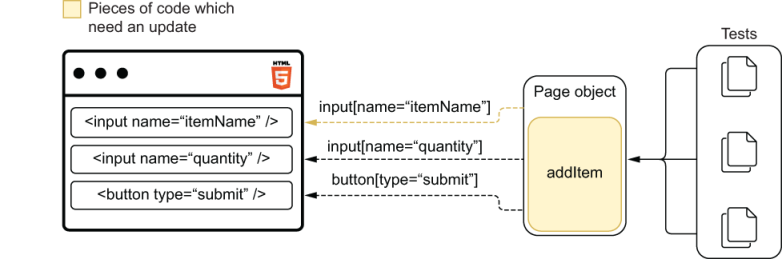 Pieces of code which
need an update
Tests
HTML
5
input[name=“itemName”]
Page object
<input name=“itemName” />
input[name=“quantity”]
<input name=“quantity” />
addItem
button[type=“submit”]
<button type=“submit” />